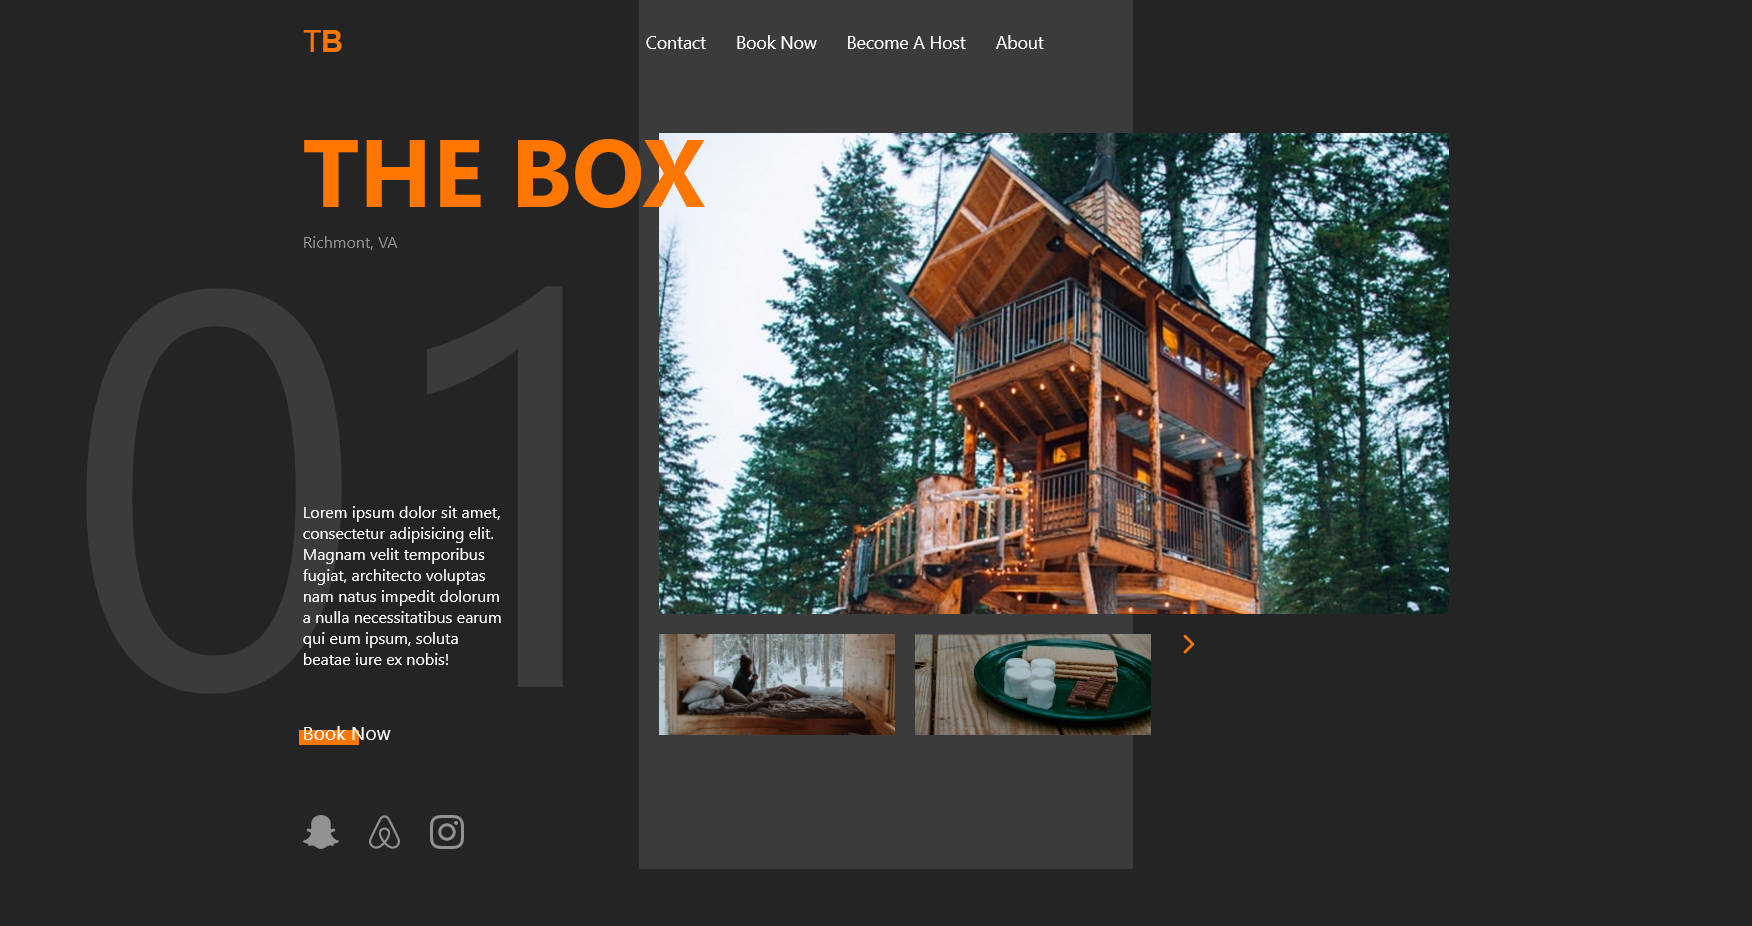 TB
Contact Book Now Become A Host About
THE BOX
Richmont, VA
01
Lorem ipsum dolor sit amet,
consectetur adipisicing elit.
Magnam velit temporibus
fugiat, architecto voluptas
nam natus impedit dolorum
a nulla necessitatibus earum
qui eum ipsum, soluta
beatae iure ex nobis!
Book Now